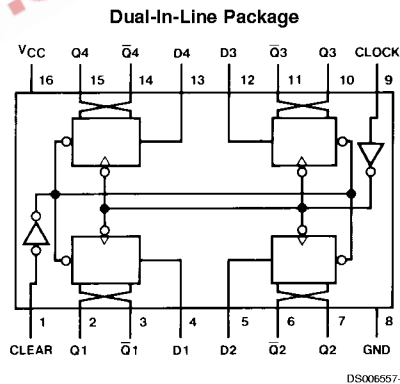 Dual-In-Line Package
VCC Q4 Q̅4 D4 D3 Q̅3 Q3 CLOCK
16 15 14 13 12 11 10 9
1 2 3 4 5 6 7 8
CLEAR Q1 Q̅1 D1 D2 Q̅2 Q2 GND
DS006557-